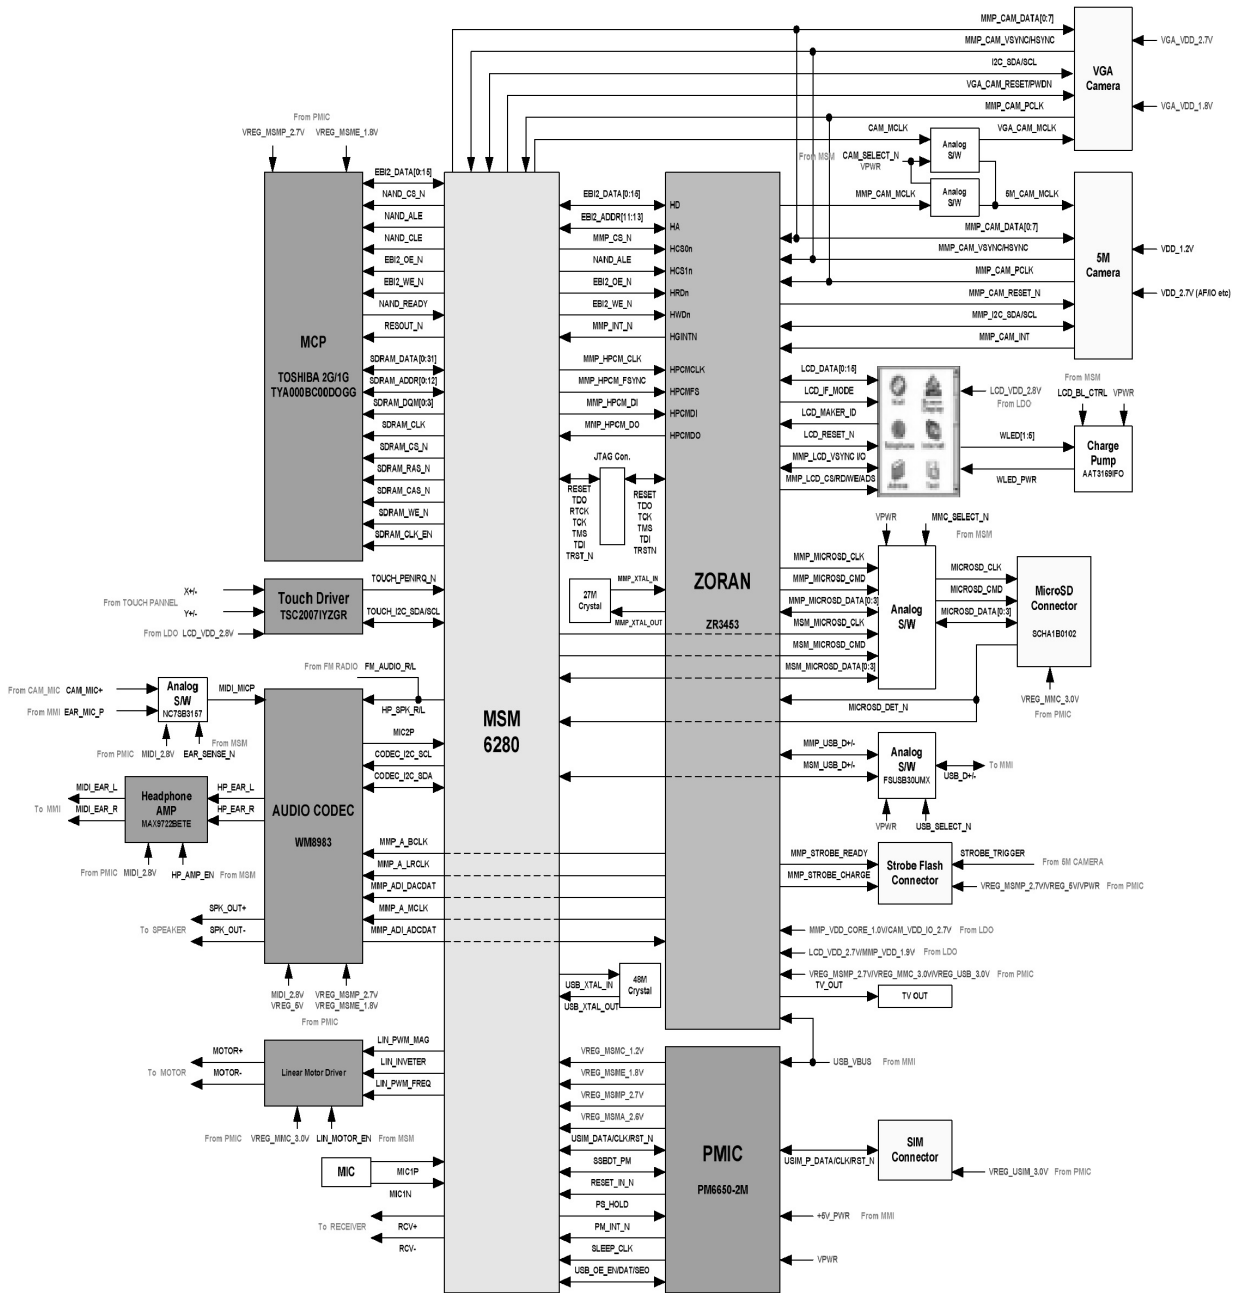 MMP_CAM_DATA[0:7]
MMP_CAM_VSYNC/HSYNC
VGA_VDD_2.7V
I2C_SDA/SCL
VGA
Camera
VGA_CAM_RESET/PWDN
MMP_CAM_PCLK
VGA_VDD_1.8V
From PMIC
VREG_MSMP_2.7V VREG_MSME_1.8V
CAM_MCLK
VGA_CAM_MCLK
Analog
S/W
From MSM
CAM_SELECT_N
VPWR
MMP_CAM_MCLK
Analog
S/W
5M_CAM_MCLK
MMP_CAM_DATA[0:7]
MMP_CAM_VSYNC/HSYNC
VDD_1.2V
5M
Camera
MMP_CAM_PCLK
MMP_CAM_RESET_N
VDD_2.7V (AF/IO etc)
MMP_I2C_SDA/SCL
MMP_CAM_INT
EBI2_DATA[0:15]
NAND_CS_N
NAND_ALE
NAND_CLE
EBI2_OE_N
EBI2_WE_N
NAND_READY
RESOUT_N
SDRAM_DATA[0:31]
SDRAM_ADDR[0:12]
SDRAM_DQM[0:3]
SDRAM_CLK
SDRAM_CS_N
SDRAM_RAS_N
SDRAM_CAS_N
SDRAM_WE_N
SDRAM_CLK_EN
MCP
TOSHIBA 2G/1G
TYA000BC00DOGG
EBI2_DATA[0:15]
EBI2_ADDR[11:13]
MMP_CS_N
NAND_ALE
EBI2_OE_N
EBI2_WE_N
MMP_INT_N
MMP_HPCM_CLK
MMP_HPCM_FSYNC
MMP_HPCM_DI
MMP_HPCM_DO
HD
HA
HCS0n
HCS1n
HRDn
HWDn
HGINTN
HPCMCLK
HPCMFS
HPCMDI
HPCMDO
JTAG Con.
RESET
TDO
RTCK
TCK
TMS
TDI
TRST_N
RESET
TDO
TCK
TMS
TDI
TRSTN
27M
Crystal
MMP_XTAL_IN
MMP_XTAL_OUT
ZORAN
ZR3453
MSM
6280
LCD_DATA[0:15]
LCD_IF_MODE
LCD_MAKER_ID
LCD_RESET_N
MMP_LCD_VSYNC I/O
MMP_LCD_CS/RD/WE/ADS
LCD_VDD_2.8V
From LDO
From MSM
LCD_BL_CTRL VPWR
WLED[1:5]
WLED_PWR
Charge
Pump
AAT3169IFO
VPWR
MMC_SELECT_N
From MSM
MMP_MICROSD_CLK
MMP_MICROSD_CMD
MMP_MICROSD_DATA[0:3]
MSM_MICROSD_CLK
MSM_MICROSD_CMD
MSM_MICROSD_DATA[0:3]
Analog
S/W
MICROSD_CLK
MICROSD_CMD
MICROSD_DATA[0:3]
MicroSD
Connector
SCHA1B0102
VREG_MMC_3.0V
From PMIC
MICROSD_DET_N
From TOUCH PANNEL
X+/-
Y+/-
From LDO LCD_VDD_2.8V
Touch Driver
TSC2007IYZGR
TOUCH_PENIRQ_N
TOUCH_I2C_SDA/SCL
From FM RADIO FM_AUDIO_R/L
From CAM_MIC CAM_MIC+
From MMI EAR_MIC_P
Analog
S/W
NC7SB3157
MIDI_MICP
From PMIC MIDI_2.8V
From MSM
EAR_SENSE_N
HP_SPK_R/L
MIC2P
CODEC_I2C_SCL
CODEC_I2C_SDA
MIDI_EAR_L
MIDI_EAR_R
To MMI
Headphone
AMP
MAX9722BETE
HP_EAR_L
HP_EAR_R
From PMIC MIDI_2.8V
HP_AMP_EN From MSM
AUDIO CODEC
WM8983
MMP_A_BCLK
MMP_A_LRCLK
MMP_ADI_DACDAT
MMP_A_MCLK
MMP_ADI_ADCDAT
SPK_OUT+
To SPEAKER
SPK_OUT-
MIDI_2.8V
VREG_5V
VREG_MSMP_2.7V
VREG_MSME_1.8V
From PMIC
MMP_USB_D+/-
MSM_USB_D+/-
Analog
S/W
FSUSB30UMX
To MMI
USB_D+/-
VPWR
USB_SELECT_N
MMP_STROBE_READY
MMP_STROBE_CHARGE
Strobe Flash
Connector
STROBE_TRIGGER
From 5M CAMERA
VREG_MSMP_2.7V/VREG_5V/VPWR From PMIC
MMP_VDD_CORE_1.0V/CAM_VDD_IO_2.7V From LDO
LCD_VDD_2.7V/MMP_VDD_1.9V From LDO
VREG_MSMP_2.7V/VREG_MMC_3.0V/VREG_USB_3.0V From PMIC
TV_OUT
TV OUT
USB_XTAL_IN
USB_XTAL_OUT
48M
Crystal
MOTOR+
To MOTOR
MOTOR-
Linear Motor Driver
LIN_PWM_MAG
LIN_INVETER
LIN_PWM_FREQ
From PMIC VREG_MMC_3.0V
LIN_MOTOR_EN From MSM
MIC
MIC1P
MIC1N
To RECEIVER
RCV+
RCV-
VREG_MSMC_1.2V
VREG_MSME_1.8V
VREG_MSMP_2.7V
VREG_MSMA_2.6V
USIM_DATA/CLK/RST_N
SSBDT_PM
RESET_IN_N
PS_HOLD
PM_INT_N
SLEEP_CLK
USB_OE_EN/DAT/SEO
PMIC
PM6650-2M
USB_VBUS From MMI
USIM_P_DATA/CLK/RST_N
SIM
Connector
VREG_USIM_3.0V From PMIC
+5V_PWR From MMI
VPWR